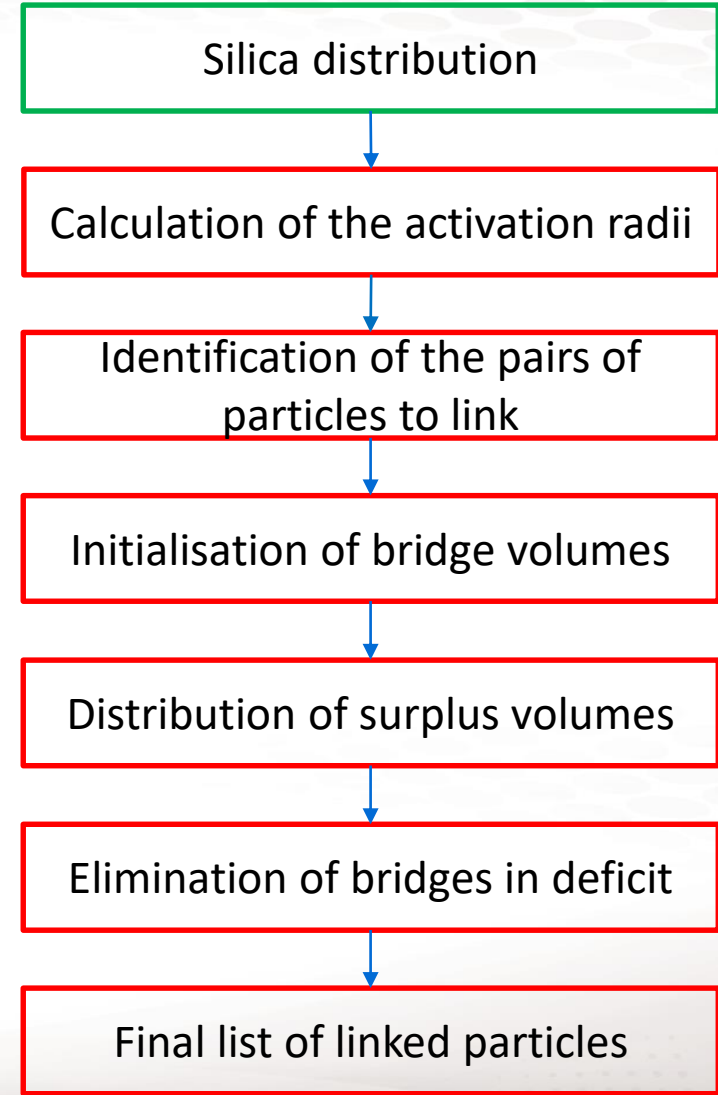 Silica distribution
Calculation of the activation radii
Identification of the pairs of
particles to link
Initialisation of bridge volumes
Distribution of surplus volumes
Elimination of bridges in deficit
Final list of linked particles